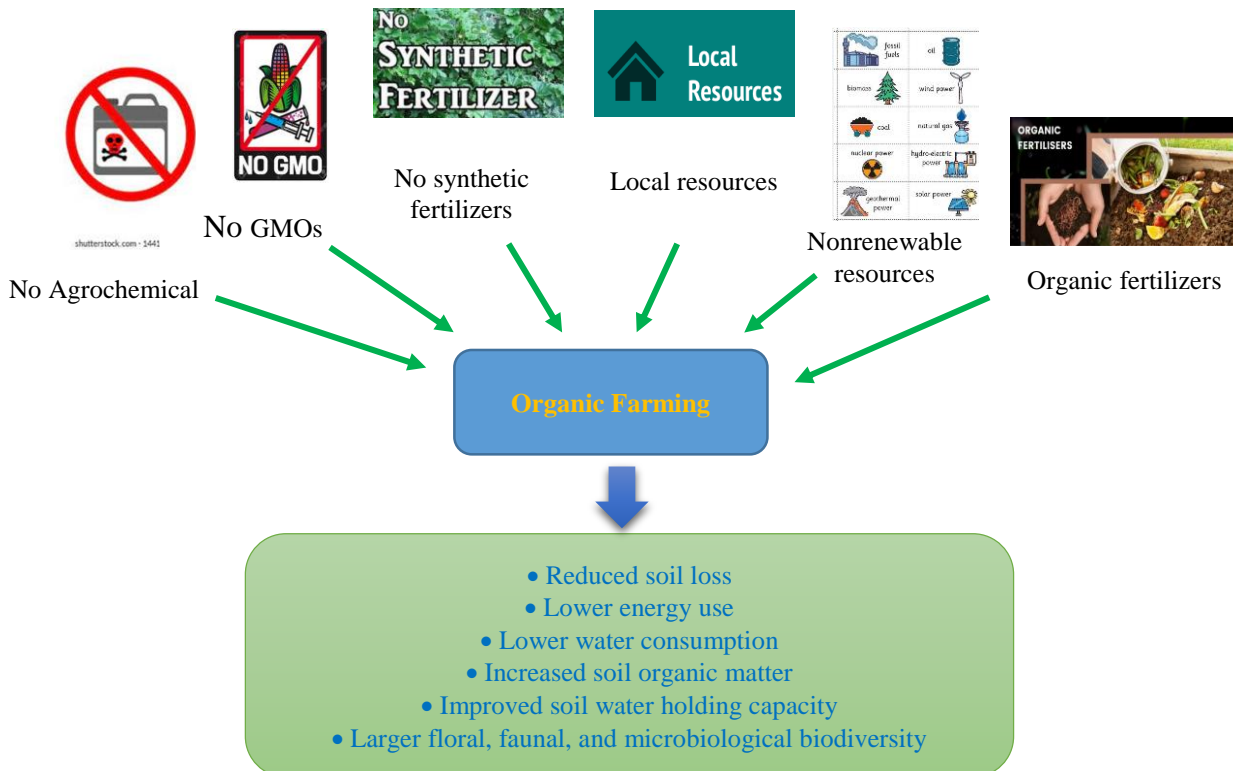 No
SYNTHETIC
FERTILIZER
Local
Resources
fossil
fuels
oil
biomass
wind power
coal
natural gas
nuclear power
hydro-electric
power
geothermal
power
solar power
ORGANIC
FERTILISERS
NO GMO
shutterstock.com · 1441
No Agrochemical
No GMOs
No synthetic
fertilizers
Local resources
Nonrenewable
resources
Organic fertilizers
Organic Farming
• Reduced soil loss
• Lower energy use
• Lower water consumption
• Increased soil organic matter
• Improved soil water holding capacity
• Larger floral, faunal, and microbiological biodiversity